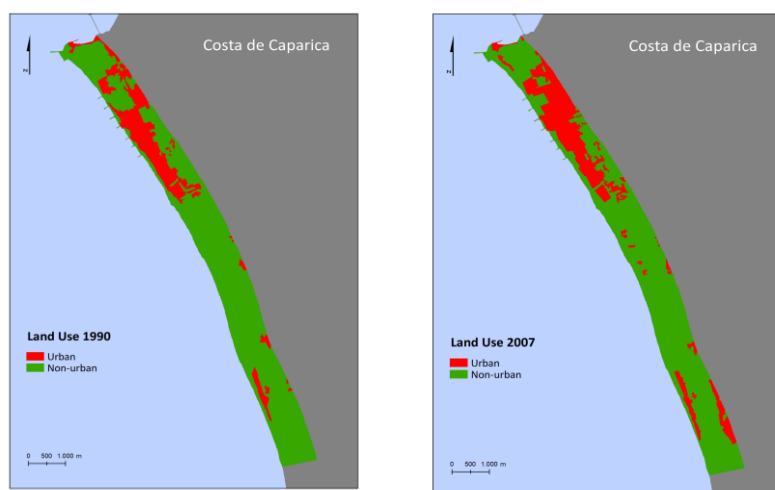 Costa de Caparica
N
Land Use 1990
Urban
Non-urban
0 500 1.000 m
Costa de Caparica
N
Land Use 2007
Urban
Non-urban
0 500 1.000 m